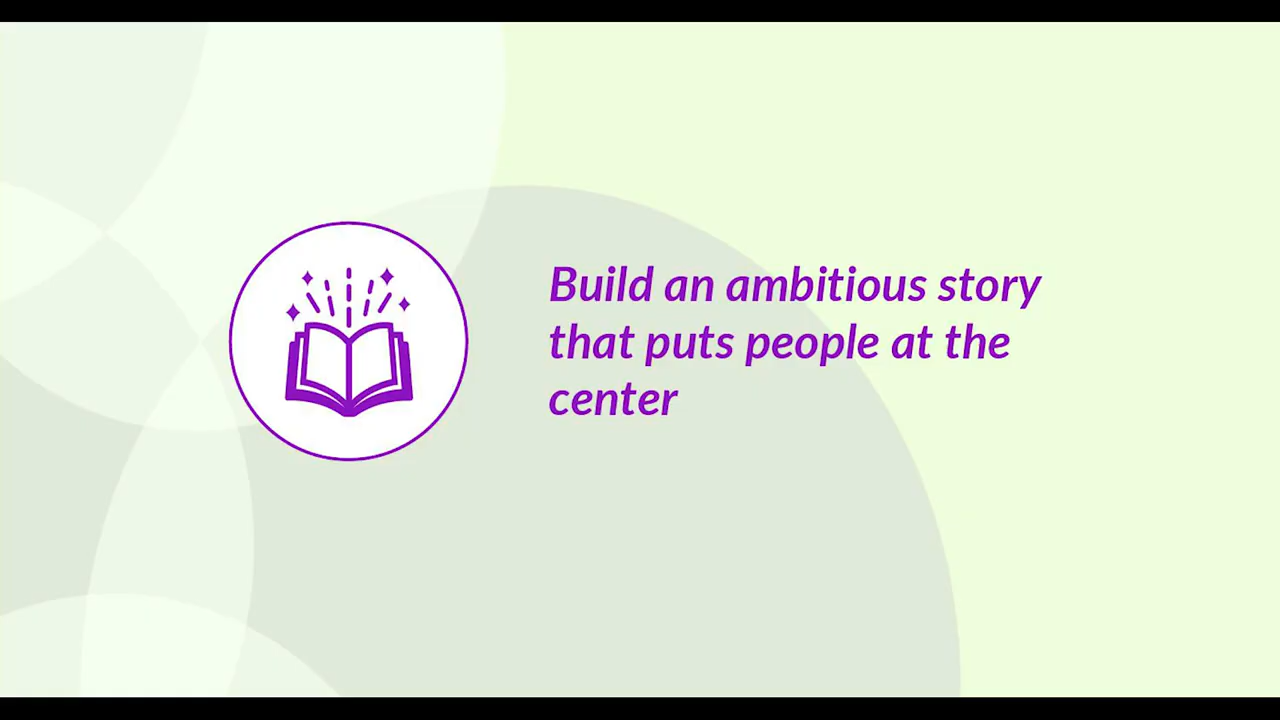 Build an ambitious story
that puts people at the
center